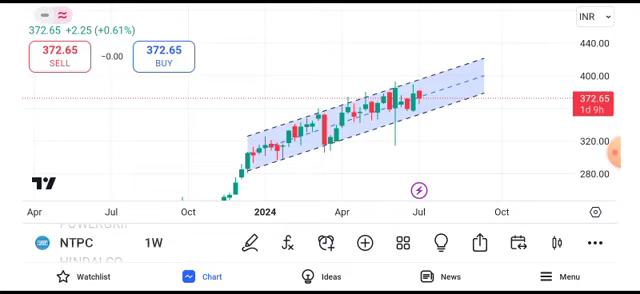 INR
372.65 +2.25 (+0.61%)
372.65
SELL
−0.00
372.65
BUY
440.00
400.00
372.65
1d 9h
320.00
280.00
Apr
Jul
Oct
2024
Apr
Jul
Oct
POWERGRID
NTPC
1W
HINDALCO
Watchlist
Chart
Ideas
News
Menu